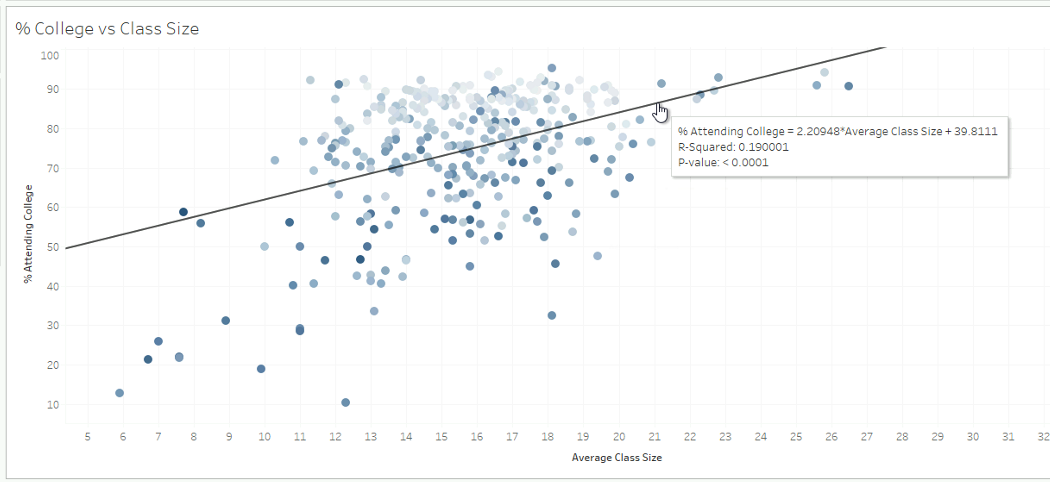 % College vs Class Size
100
90
80
70
60
50
40
30
20
10
% Attending College
% Attending College = 2.20948*Average Class Size + 39.8111
R-Squared: 0.190001
P-value: < 0.0001
5 6 7 8 9 10 11 12 13 14 15 16 17 18 19 20 21 22 23 24 25 26 27 28 29 30 31 32
Average Class Size